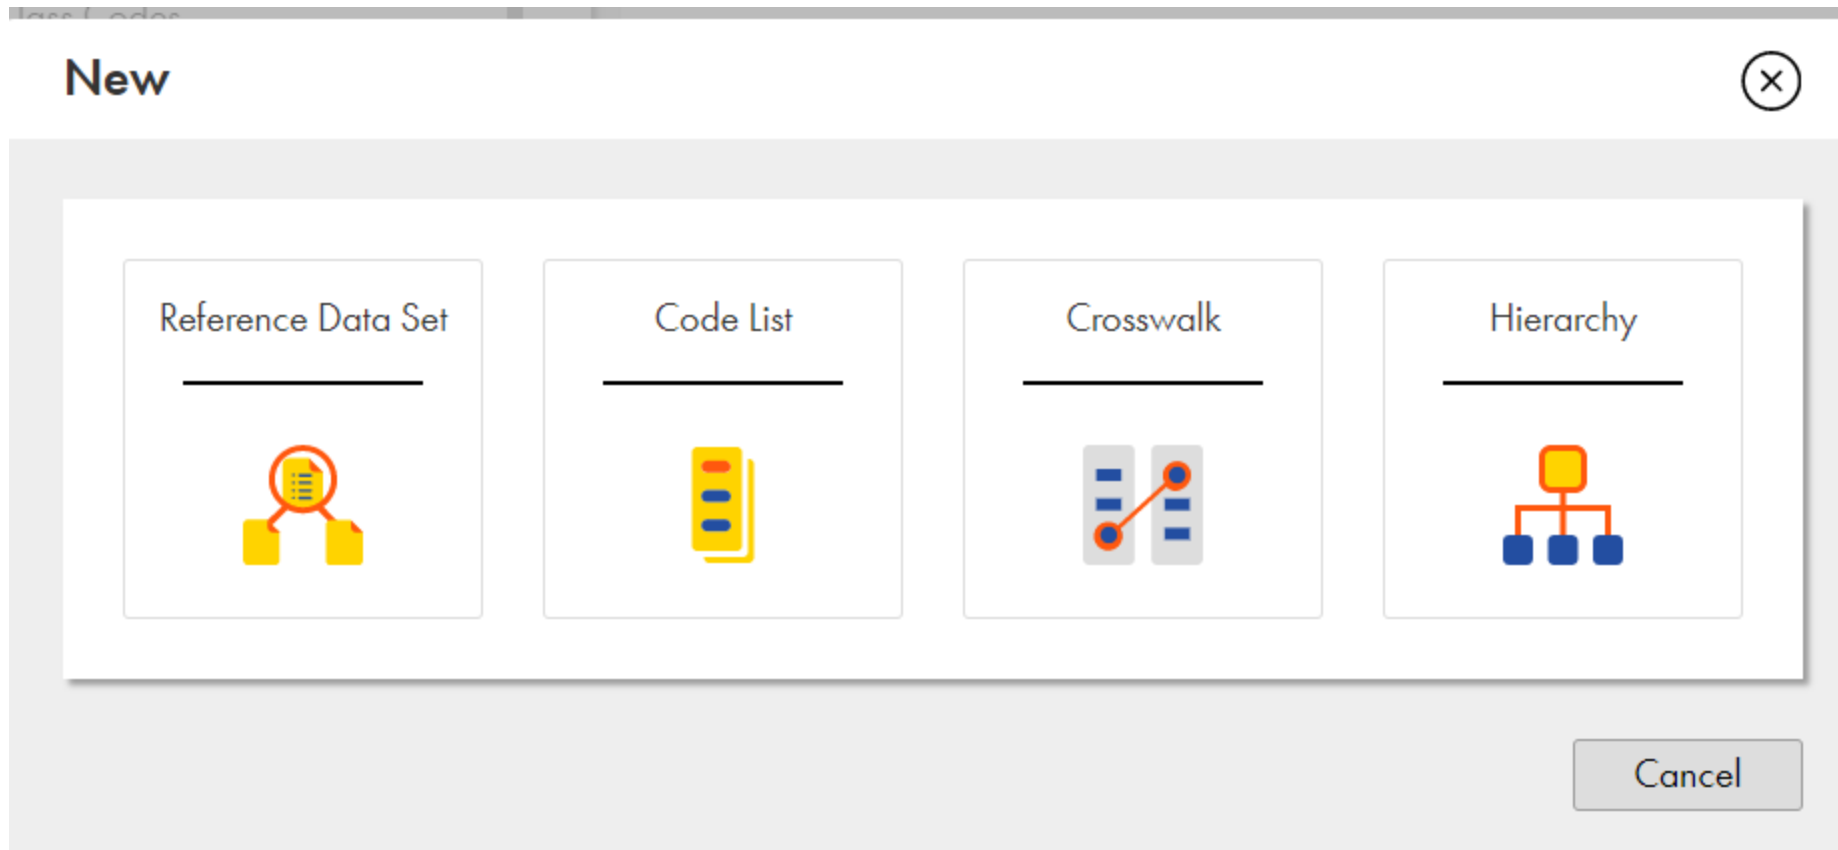 New
Reference Data Set
Code List
Crosswalk
Hierarchy
Cancel